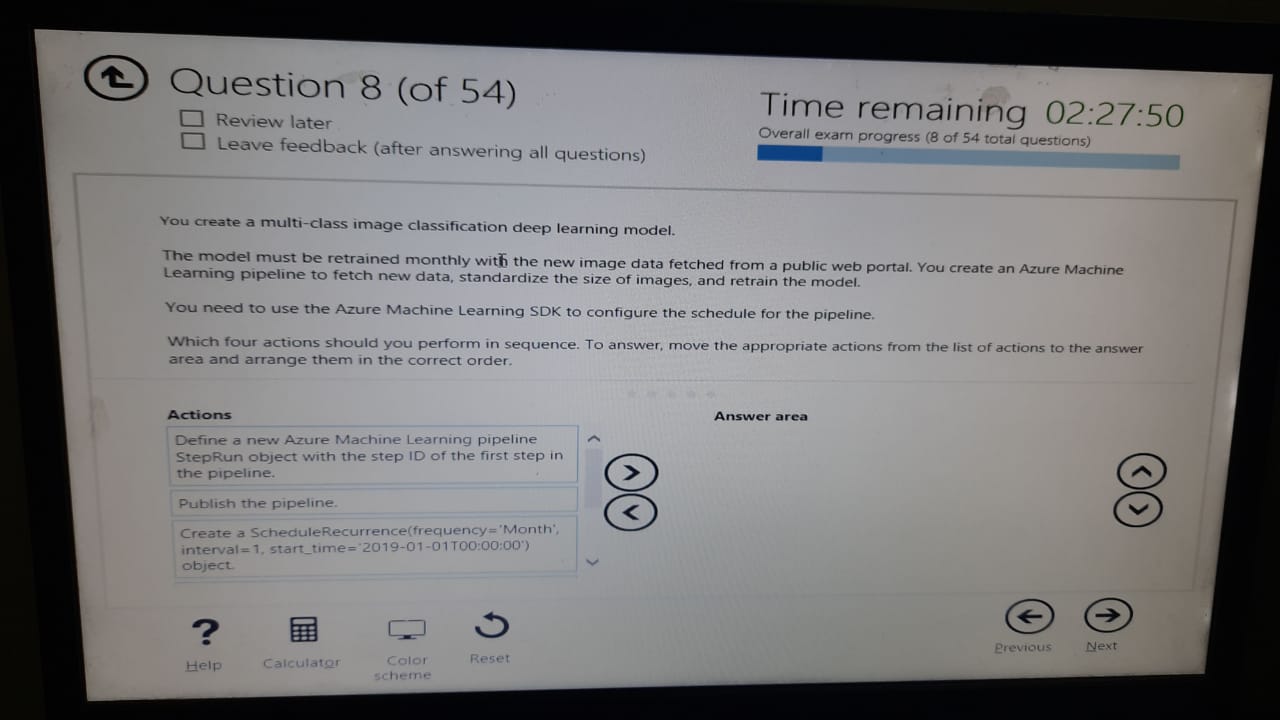 Question 8 (of 54)
Review later
Leave feedback (after answering all questions)
Time remaining 02:27:50
Overall exam progress (8 of 54 total questions)
You create a multi-class image classification deep learning model.
The model must be retrained monthly with the new image data fetched from a public web portal. You create an Azure Machine
Learning pipeline to fetch new data, standardize the size of images, and retrain the model.
You need to use the Azure Machine Learning SDK to configure the schedule for the pipeline.
Which four actions should you perform in sequence. To answer, move the appropriate actions from the list of actions to the answer
area and arrange them in the correct order.
Actions
Answer area
Define a new Azure Machine Learning pipeline
StepRun object with the step ID of the first step in
the pipeline.
Publish the pipeline.
Create a ScheduleRecurrence(frequency='Month',
interval=1, start_time='2019-01-01T00:00:00')
object.
?
Help
Calculator
Color
scheme
Reset
Previous
Next